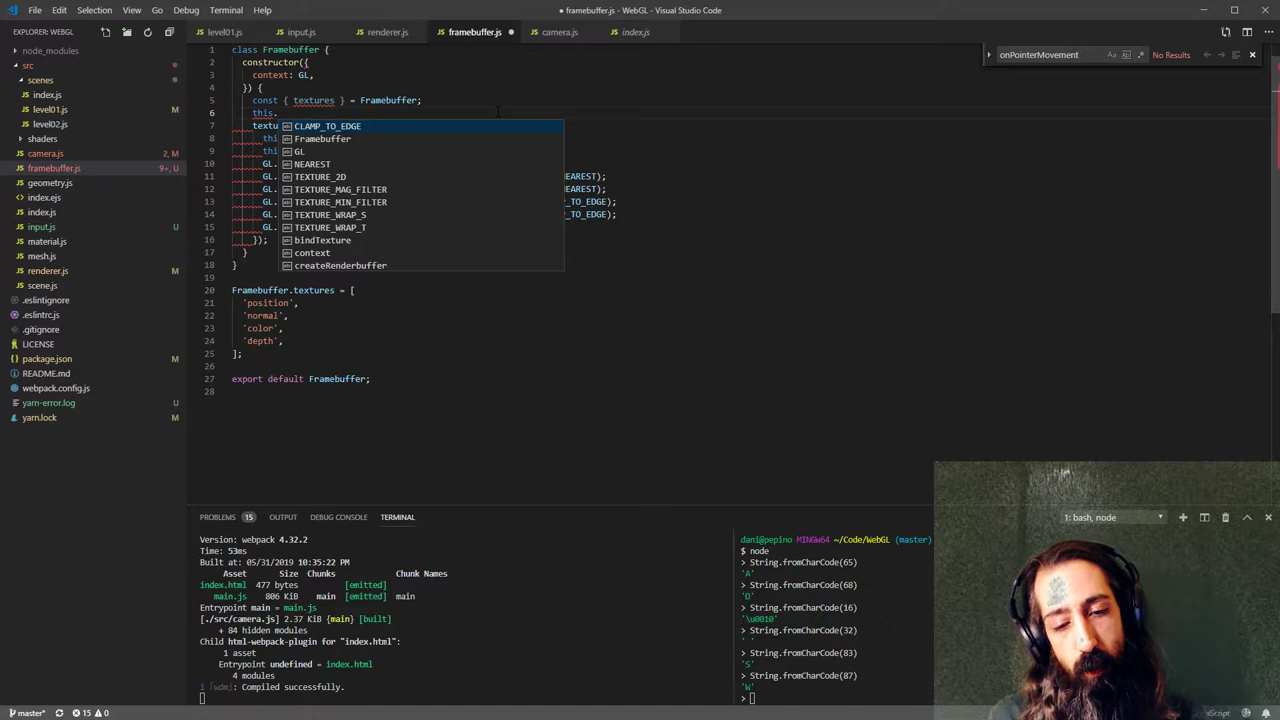 File Edit Selection View Go Debug Terminal Help
● framebuffer.js - WebGL - Visual Studio Code
EXPLORER: WEBGL
level01.js input.js renderer.js framebuffer.js camera.js index.js
onPointerMovement Aa Ab| .* No Results
node_modules
src
scenes
index.js
level01.js M
level02.js
shaders
camera.js 2, M
framebuffer.js 9+, U
geometry.js
index.ejs
index.js
input.js U
material.js
mesh.js
renderer.js M
scene.js
.eslintignore
.eslintrc.js
.gitignore
LICENSE
package.json M
README.md
webpack.config.js
yarn-error.log U
yarn.lock M
1 class Framebuffer {
2 constructor({
3 context: GL,
4 }) {
5 const { textures } = Framebuffer;
6 this.
7 textu
8 thi
9 thi
10 GL.
11 GL. EAREST);
12 GL. EAREST);
13 GL. P_TO_EDGE);
14 GL. P_TO_EDGE);
15 GL.
16 });
17 }
18 }
19
20 Framebuffer.textures = [
21 'position',
22 'normal',
23 'color',
24 'depth',
25 ];
26
27 export default Framebuffer;
28
CLAMP_TO_EDGE
Framebuffer
GL
NEAREST
TEXTURE_2D
TEXTURE_MAG_FILTER
TEXTURE_MIN_FILTER
TEXTURE_WRAP_S
TEXTURE_WRAP_T
bindTexture
context
createRenderbuffer
PROBLEMS 15 OUTPUT DEBUG CONSOLE TERMINAL
1: bash, node
Version: webpack 4.32.2
Time: 53ms
Built at: 05/31/2019 10:35:22 PM
Asset Size Chunks Chunk Names
index.html 477 bytes [emitted]
main.js 806 KiB main [emitted] main
Entrypoint main = main.js
[./src/camera.js] 2.37 KiB {main} [built]
+ 84 hidden modules
Child html-webpack-plugin for "index.html":
1 asset
Entrypoint undefined = index.html
4 modules
i ｢wdm｣: Compiled successfully.
dani@pepino MINGW64 ~/Code/WebGL (master)
$ node
> String.fromCharCode(65)
'A'
> String.fromCharCode(68)
'D'
> String.fromCharCode(16)
'\u0010'
> String.fromCharCode(32)
' '
> String.fromCharCode(83)
'S'
> String.fromCharCode(87)
'W'
>
master* 15 0